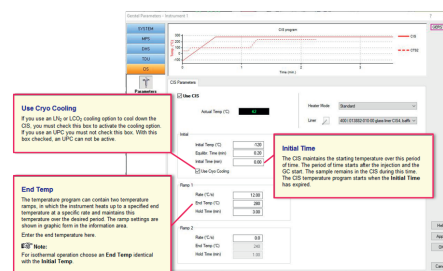 Gerstel Parameters - Instrument 1
?
SYSTEM
MPS
DHS
TDU
CIS
Parameters
CIS program
Temp. (°C)
Time (min.)
CIS
CTS2
CIS Parameters
Use CIS
Actual Temp (°C)
Heater Mode
Standard
Liner
Initial
Initial Temp (°C)
-120
Equilib. Time (min)
0.20
Initial Time (min)
0.00
Use Cryo Cooling
Ramp 1
Rate (°C/s)
12.00
End Temp (°C)
280
Hold Time (min)
3.00
Ramp 2
Rate (°C/s)
0.0
End Temp (°C)
Hold Time (min)
1.00
Use Cryo Cooling
If you use an LN₂ or LCO₂ cooling option to cool down the
CIS, you must check this box to activate the cooling option.
If you use an UPC you must not check this box. With this
box checked, an UPC can not be active.
End Temp
The temperature program can contain two temperature
ramps, in which the instrument heats up to a specified end
temperature at a specific rate and maintains this
temperature over the desired period. The ramp settings are
shown in graphic form in the information area.
Enter the end temperature here.
Note:
For isothermal operation choose an End Temp identical
with the Initial Temp.
Initial Time
The CIS maintains the starting temperature over this period
of time. The period of time starts after the injection and the
GC start. The sample remains in the CIS during this time.
The CIS temperature program starts when the Initial Time
has expired.